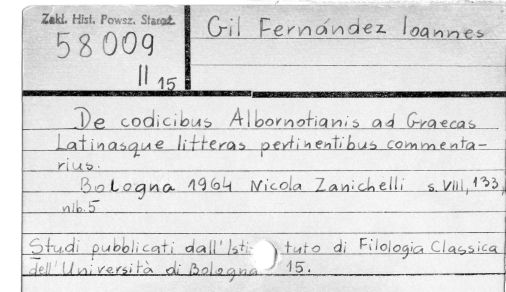 Zakł. Hist. Powsz. Staroż.
58009
II 15
Gil Fernández Ioannes
De codicibus Albornotianis ad Graecas
Latinasque litteras pertinentibus commenta-
rius.
Bologna 1964 Nicola Zanichelli s. VIII, 133,
nlb. 5
Studi pubblicati dall' Isti tuto di Filologia Classica
dell' Università di Bologna 15.